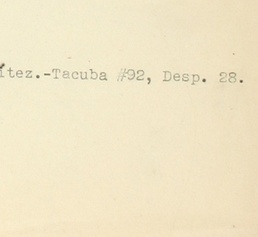 ítez.-Tacuba #92, Desp. 28.